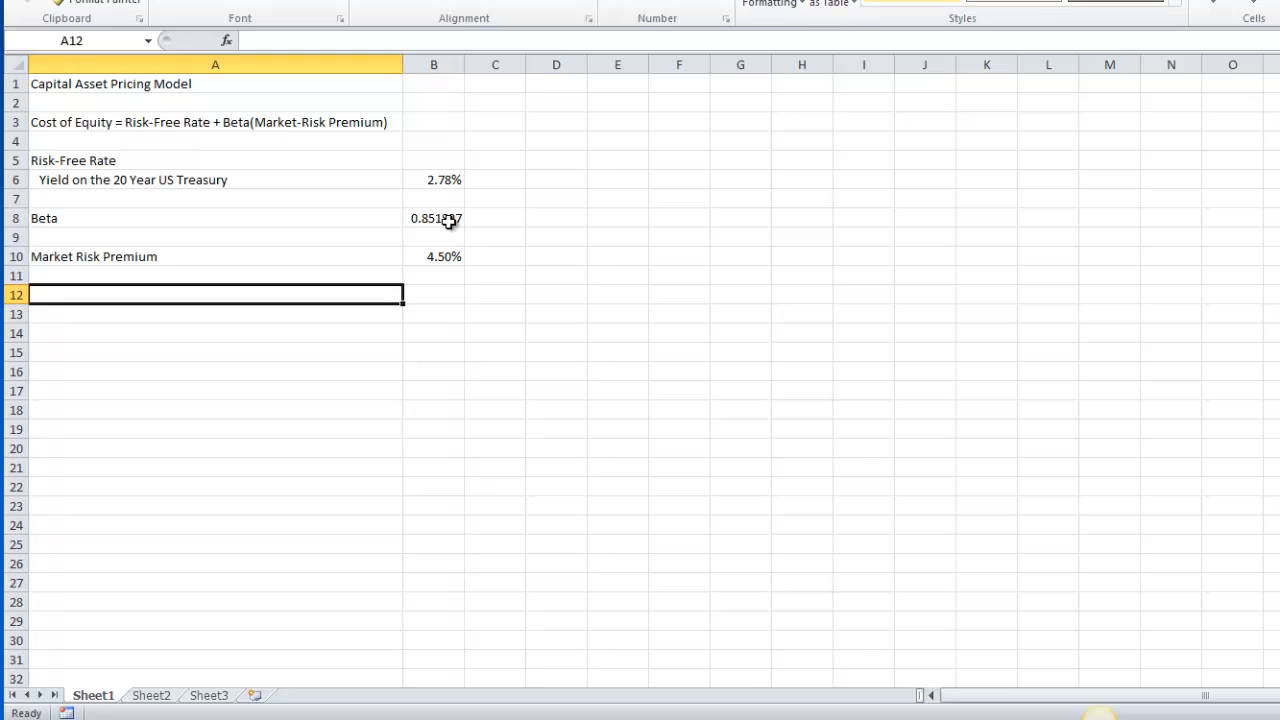 Format Painter
Formatting as Table
Clipboard Font Alignment Number Styles Cells
A12 fx
A B C D E F G H I J K L M N O
1 Capital Asset Pricing Model
2
3 Cost of Equity = Risk-Free Rate + Beta(Market-Risk Premium)
4
5 Risk-Free Rate
6 Yield on the 20 Year US Treasury 2.78%
7
8 Beta
9
10 Market Risk Premium 4.50%
11
12
13
14
15
16
17
18
19
20
21
22
23
24
25
26
27
28
29
30
31
32
Sheet1 Sheet2 Sheet3
Ready